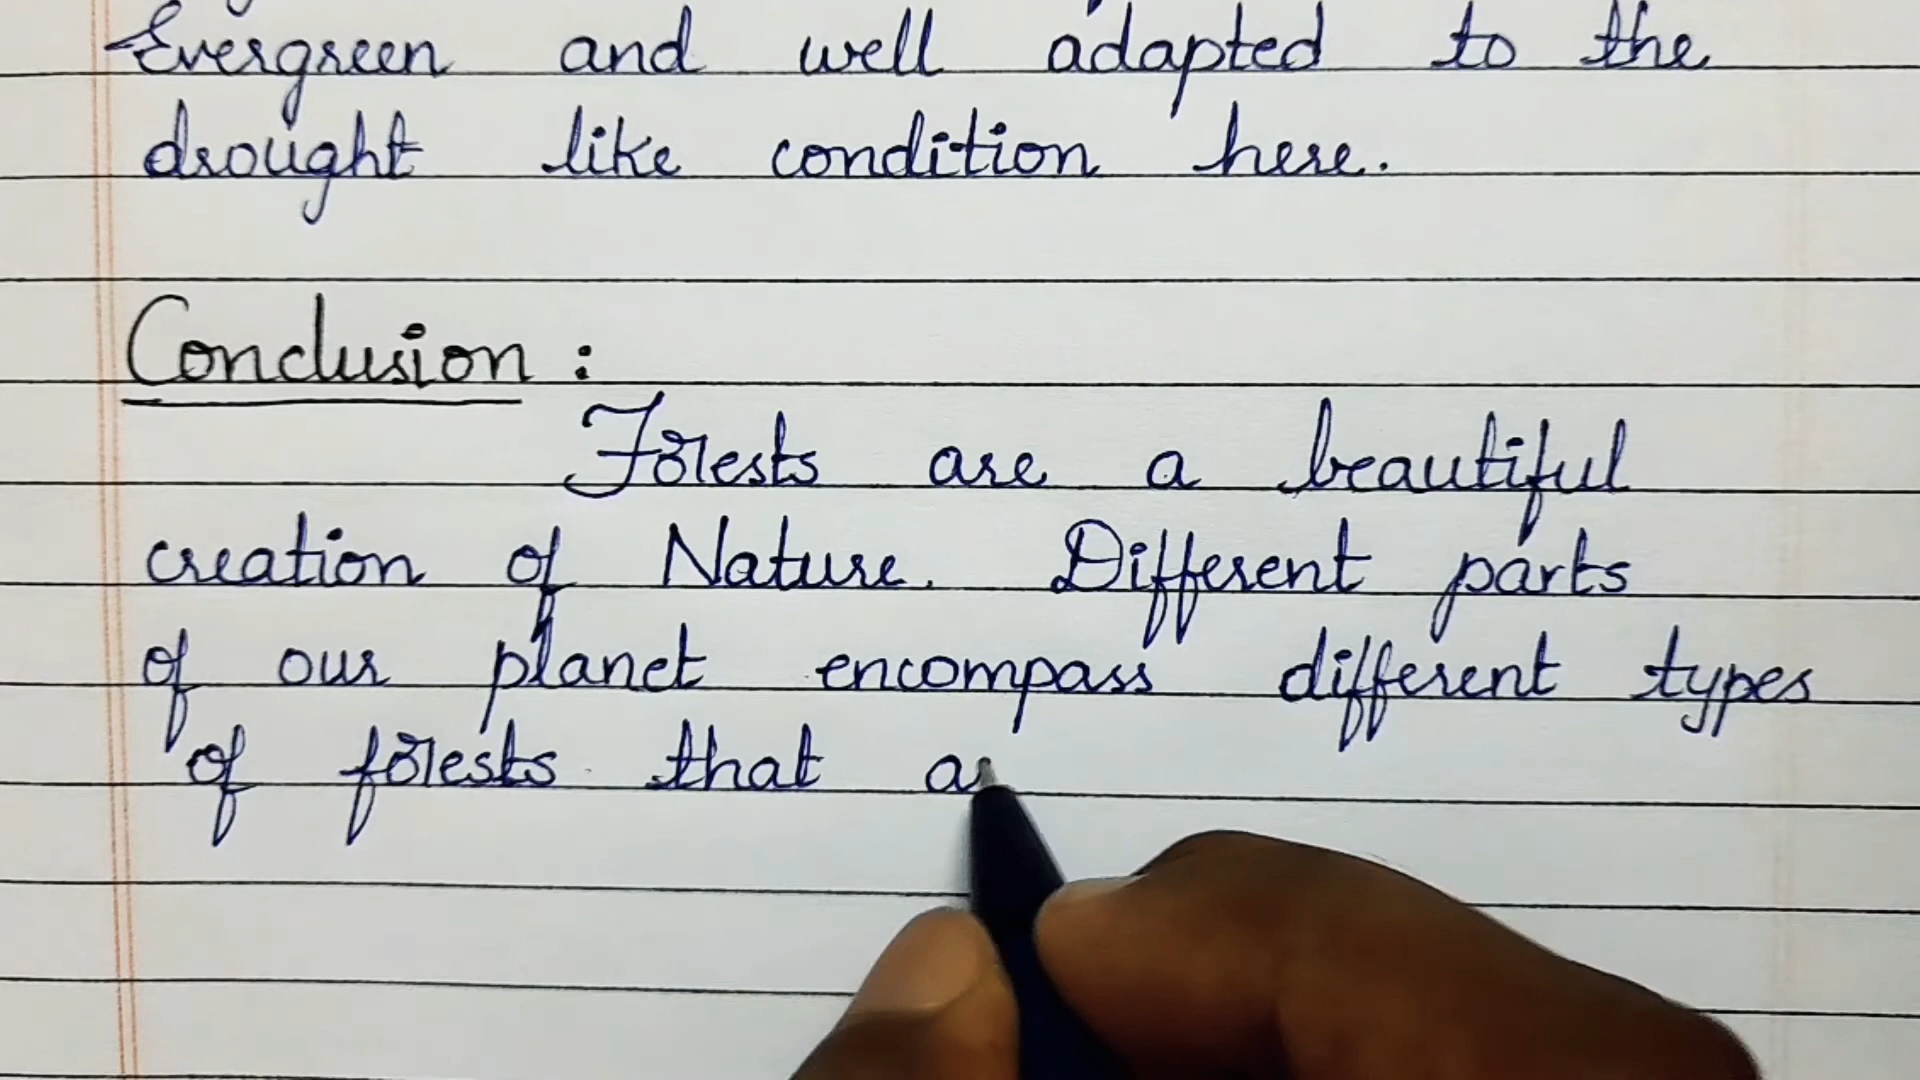 Evergreen and well adapted to the
drought like condition here.
Conclusion :
Forests are a beautiful
creation of Nature. Different parts
of our planet encompass different types
of forests that